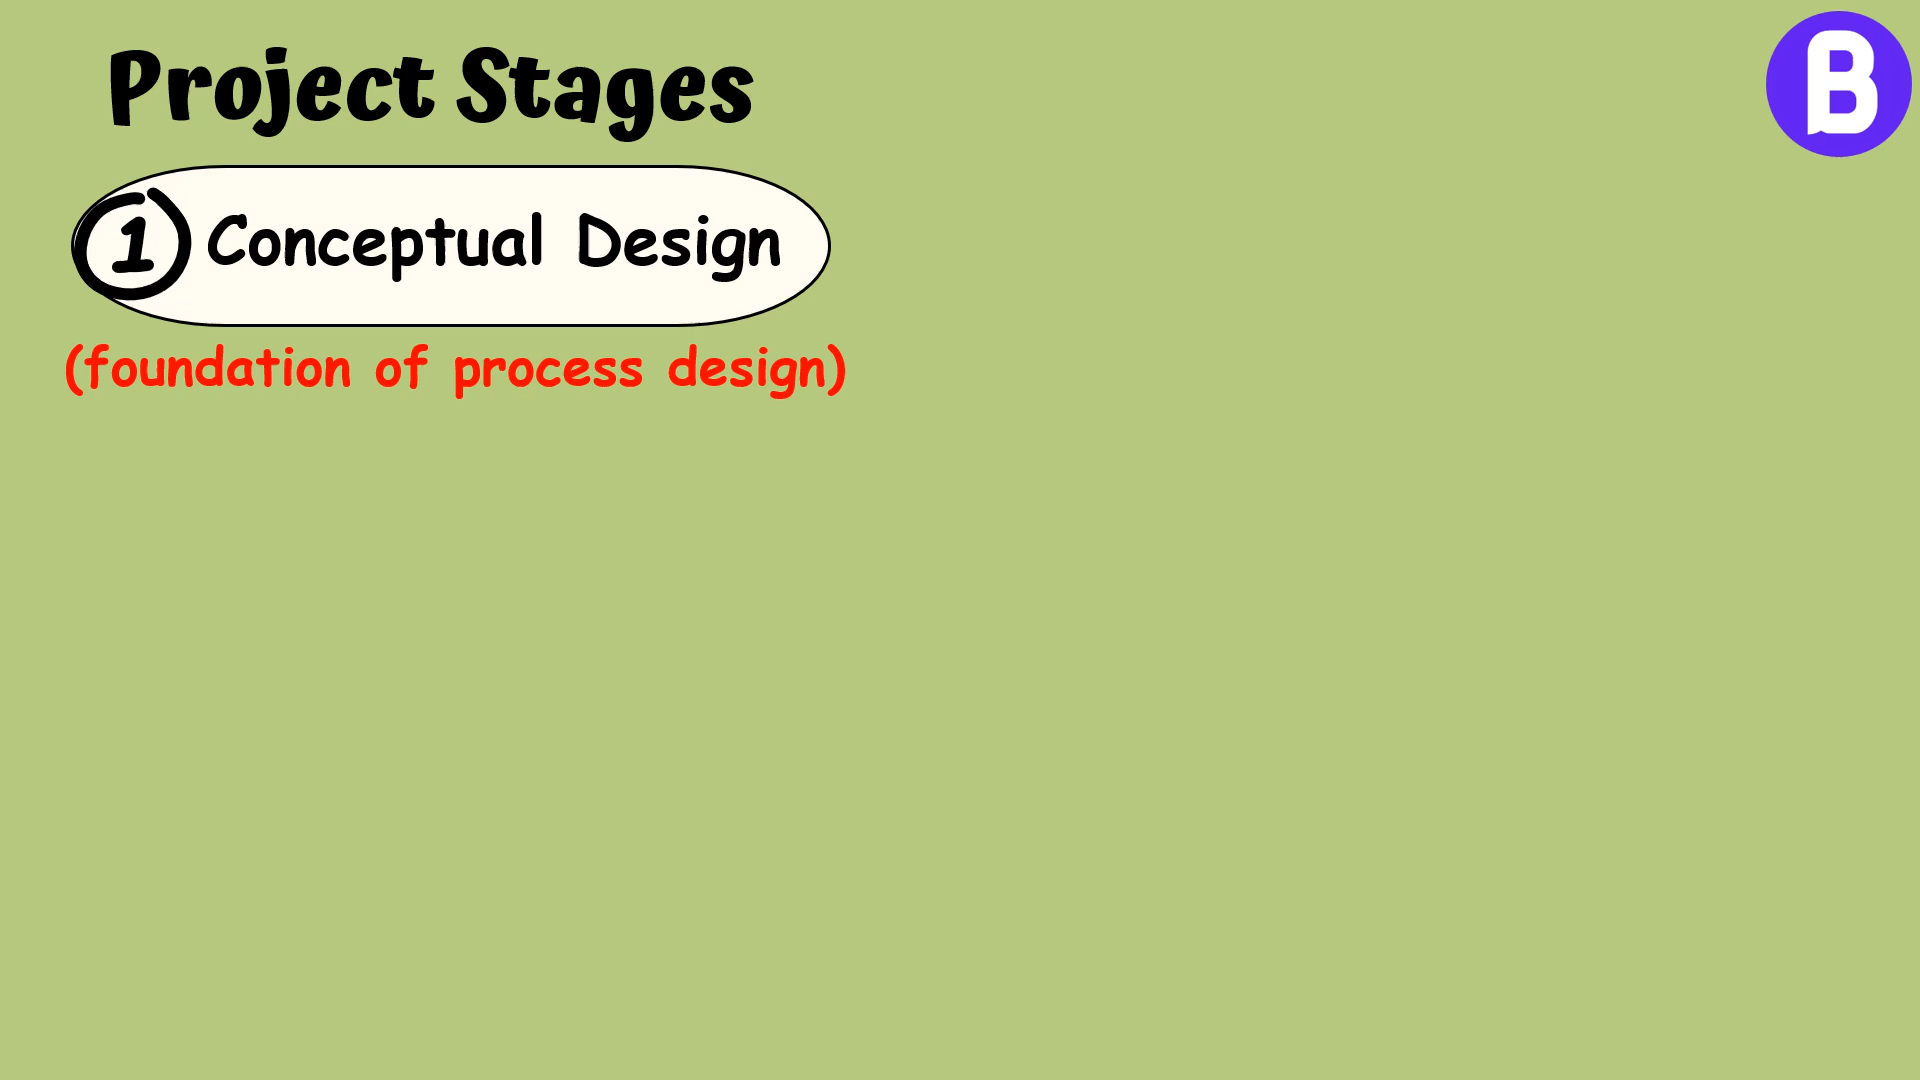 Project Stages
B
1 Conceptual Design
(foundation of process design)